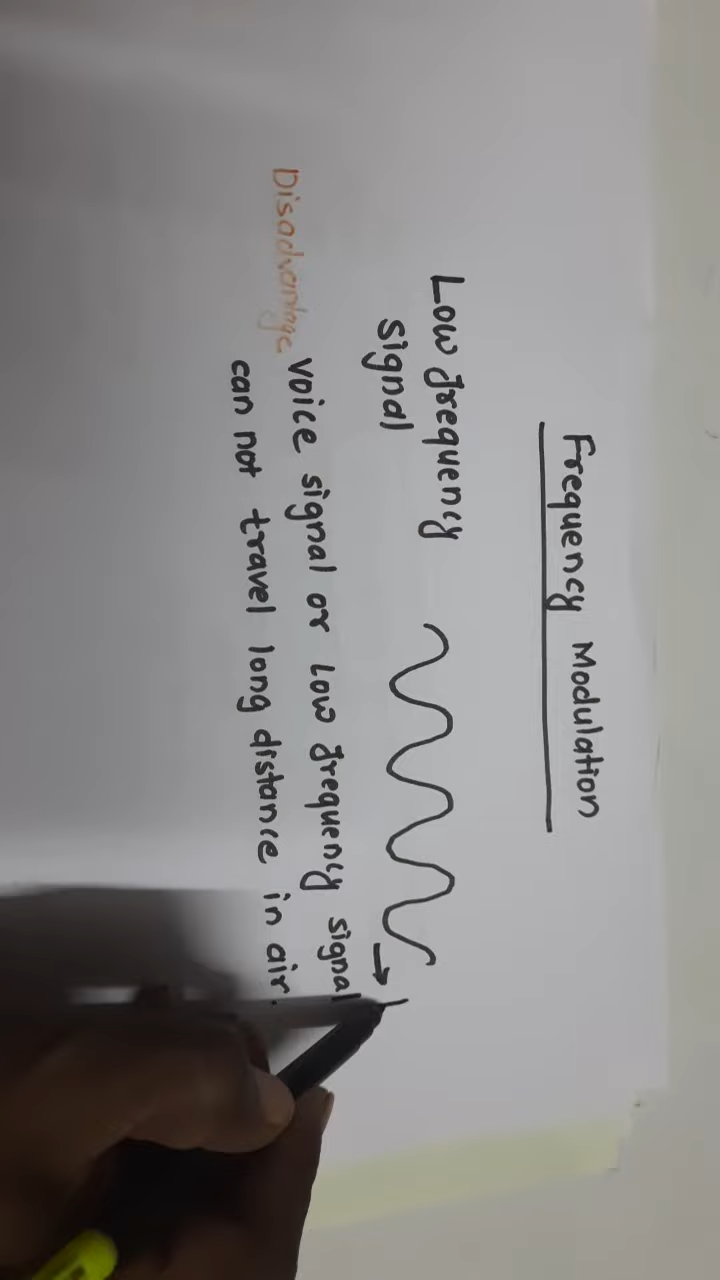 Frequency Modulation
Low frequency
signal
Disadvantage
voice signal or Low frequency signal
can not travel long distance in air.